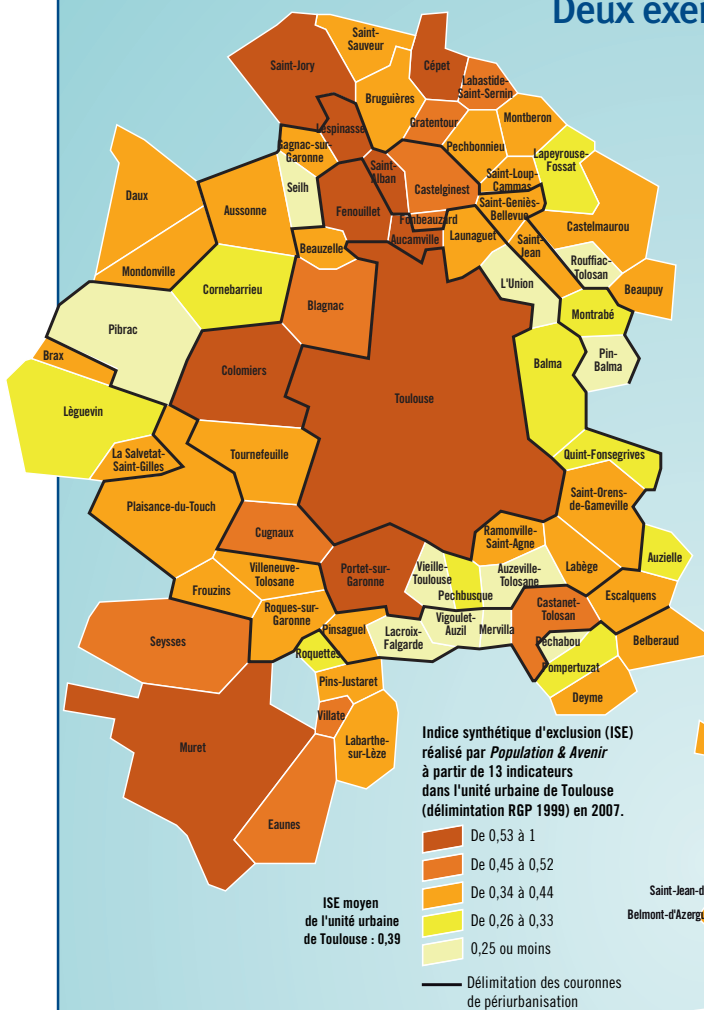 Deux exe
Saint-
Sauveur
Saint-Jory
Cépet
Labastide-
Saint-Sernin
Bruguières
Montberon
Gratentour
Lespinasse
Pechbonnieu
Gagnac-sur-
Garonne
Lapeyrouse-
Fossat
Saint-
Alban
Saint-Loup-
Cammas
Seilh
Castelginest
Daux
Saint-Geniès-
Bellevue
Aussonne
Fenouillet
Fonbeauzard
Castelmaurou
Aucamville
Launaguet
Saint-
Jean
Beauzelle
Mondonville
Rouffiac-
Tolosan
L'Union
Beaupuy
Cornebarrieu
Blagnac
Montrabé
Pibrac
Brax
Pin-
Balma
Balma
Colomiers
Toulouse
Lèguevin
La Salvetat-
Saint-Gilles
Tournefeuille
Quint-Fonsegrives
Plaisance-du-Touch
Saint-Orens-
de-Gameville
Cugnaux
Ramonville-
Saint-Agne
Auzielle
Villeneuve-
Tolosane
Portet-sur-
Garonne
Vieille-
Toulouse
Auzeville-
Tolosane
Labège
Frouzins
Pechbusque
Escalquens
Roques-sur-
Garonne
Castanet-
Tolosan
Pinsaguel
Lacroix-
Falgarde
Vigoulet-
Auzil
Mervilla
Seysses
Péchabou
Belberaud
Roquettes
Pompertuzat
Pins-Justaret
Deyme
Villate
Muret
Labarthe-
sur-Lèze
Eaunes
Indice synthétique d'exclusion (ISE)
réalisé par Population & Avenir
à partir de 13 indicateurs
dans l'unité urbaine de Toulouse
(délimintation RGP 1999) en 2007.
De 0,53 à 1
De 0,45 à 0,52
De 0,34 à 0,44
De 0,26 à 0,33
0,25 ou moins
Délimitation des couronnes
de périurbanisation
ISE moyen
de l'unité urbaine
de Toulouse : 0,39
Saint-Jean-d
Belmont-d'Azergu